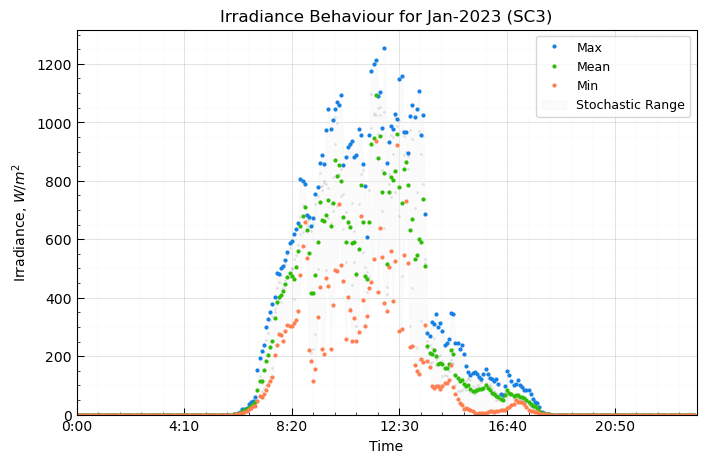 Irradiance Behaviour for Jan-2023 (SC3)
Max
Mean
Min
Stochastic Range
Irradiance, W/m²
1200
1000
800
600
400
200
0
0:00
4:10
8:20
12:30
16:40
20:50
Time